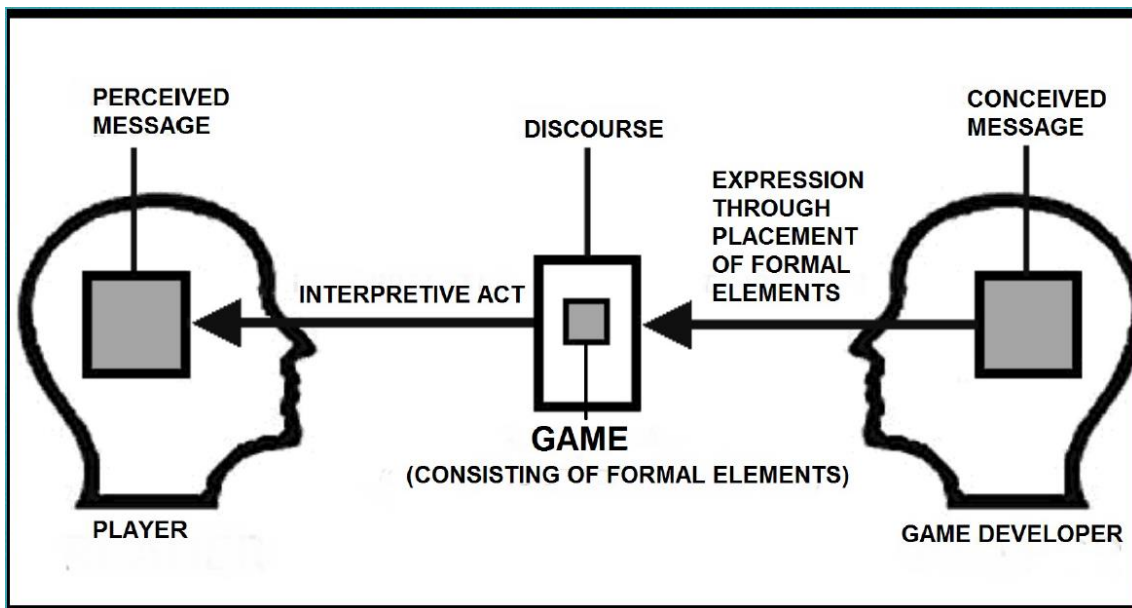 PERCEIVED
MESSAGE
DISCOURSE
CONCEIVED
MESSAGE
EXPRESSION
THROUGH
PLACEMENT
OF FORMAL
ELEMENTS
INTERPRETIVE ACT
GAME
(CONSISTING OF FORMAL ELEMENTS)
PLAYER
GAME DEVELOPER